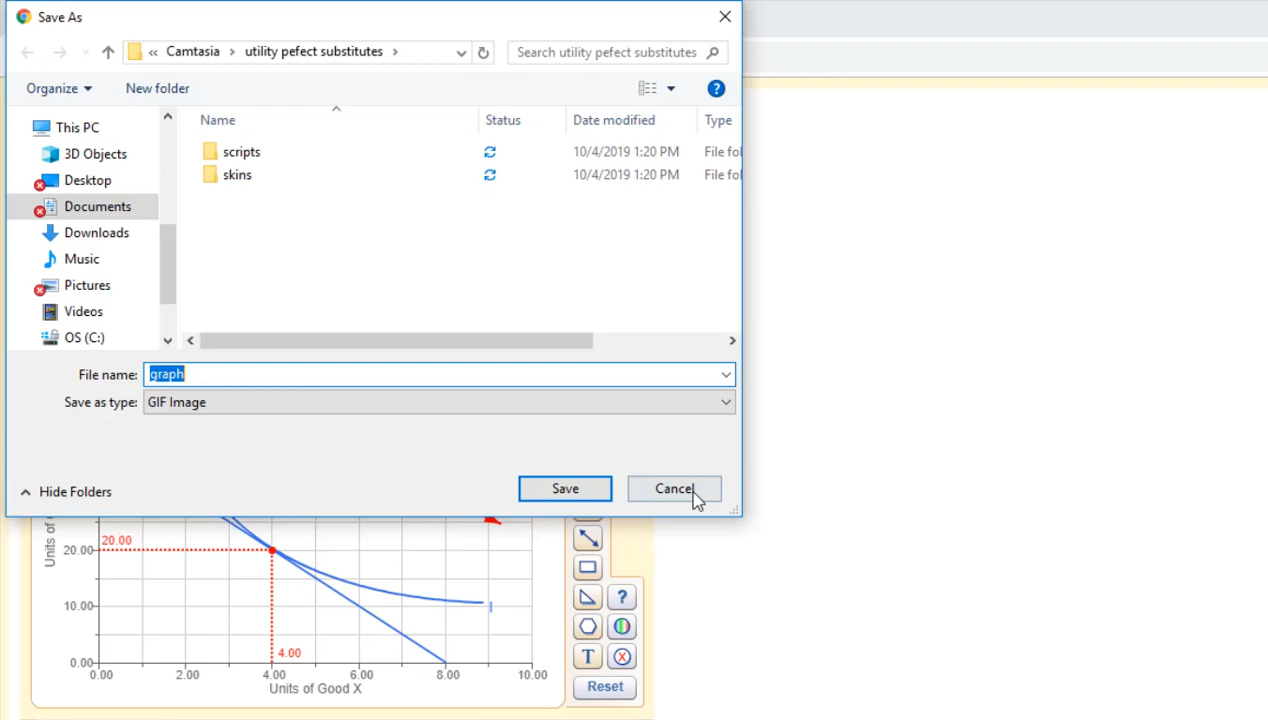 Save As
« Camtasia > utility pefect substitutes >
Search utility pefect substitutes
Organize
New folder
?
Name
Status
Date modified
Type
This PC
3D Objects
Desktop
Documents
Downloads
Music
Pictures
Videos
OS (C:)
scripts
10/4/2019 1:20 PM
File fo
skins
10/4/2019 1:20 PM
File fo
File name:
graph
Save as type:
GIF Image
Hide Folders
Save
Cancel
Units of
20.00
20.00
10.00
I
4.00
0.00
0.00
2.00
4.00
6.00
8.00
10.00
Units of Good X
?
T
Reset